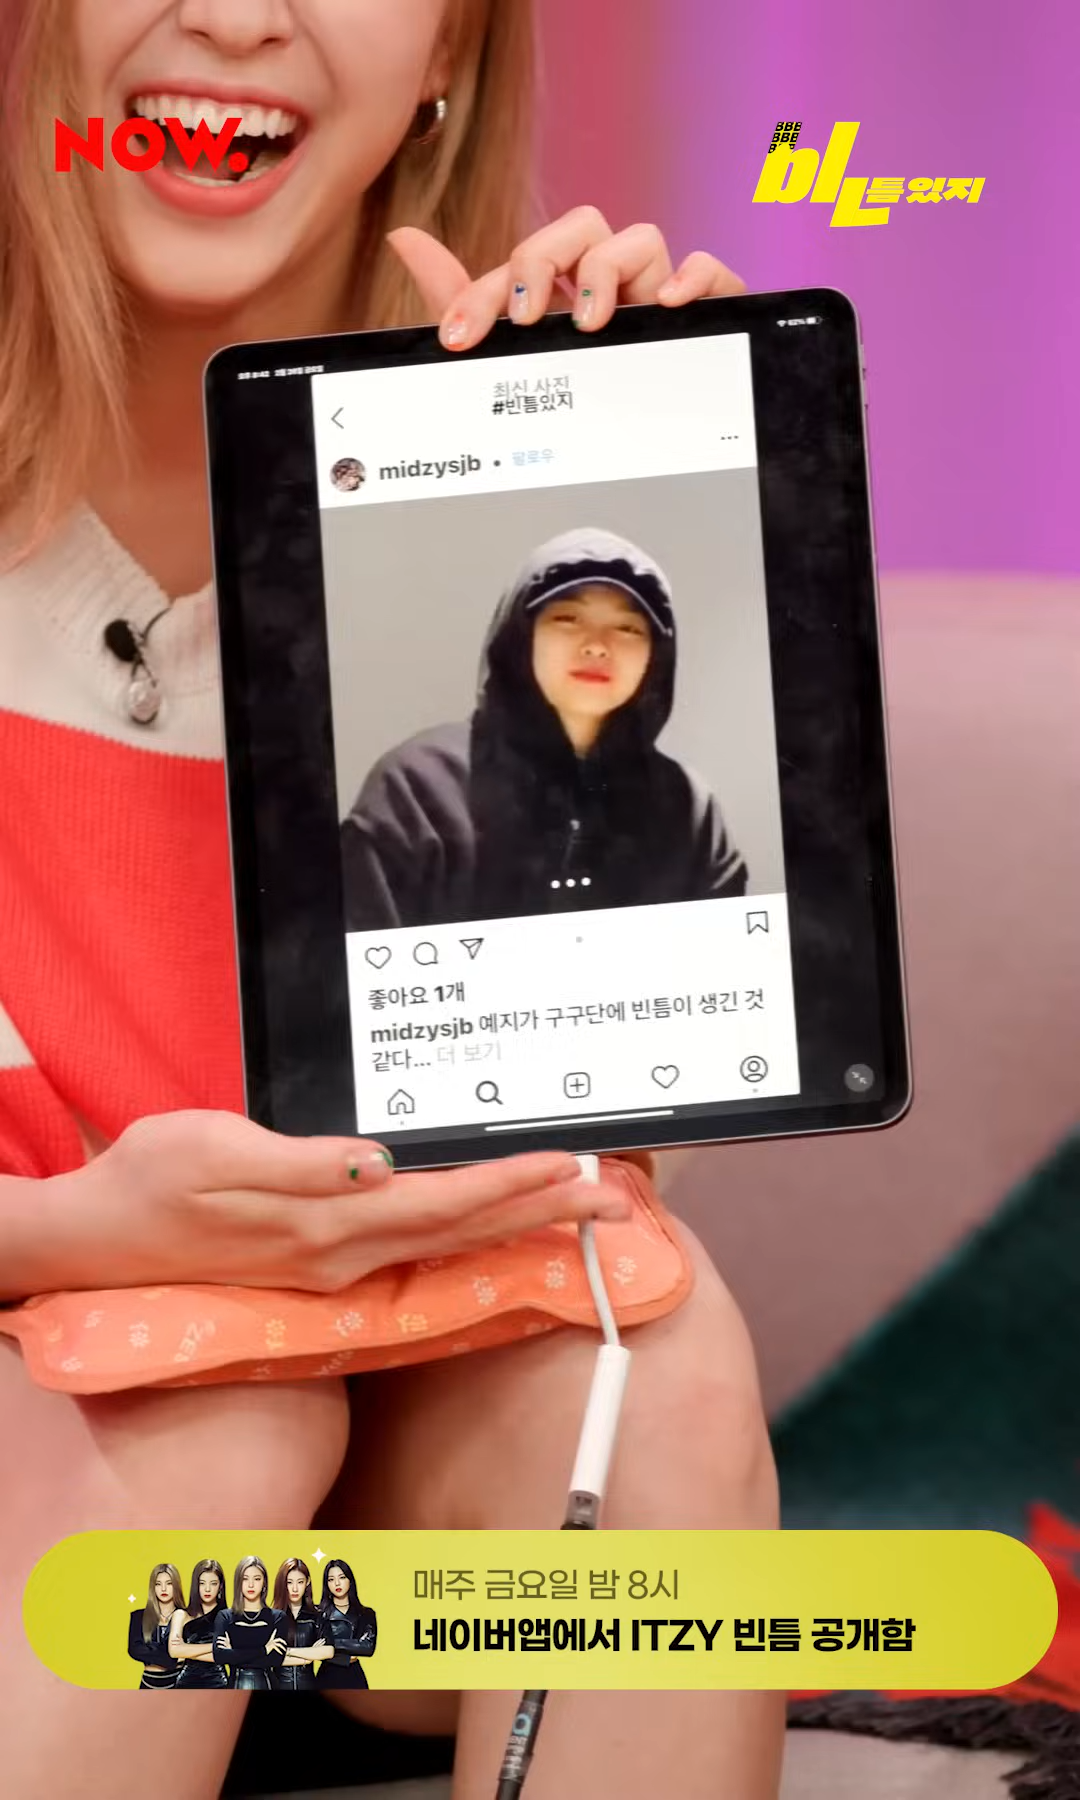 NOW.
BBB
BBB
빈틈있지
62%
최신 사진
#빈틈있지
midzysjb • 팔로우
좋아요 1개
midzysjb 예지가 구구단에 빈틈이 생긴 것
같다... 더 보기
매주 금요일 밤 8시
네이버앱에서 ITZY 빈틈 공개함